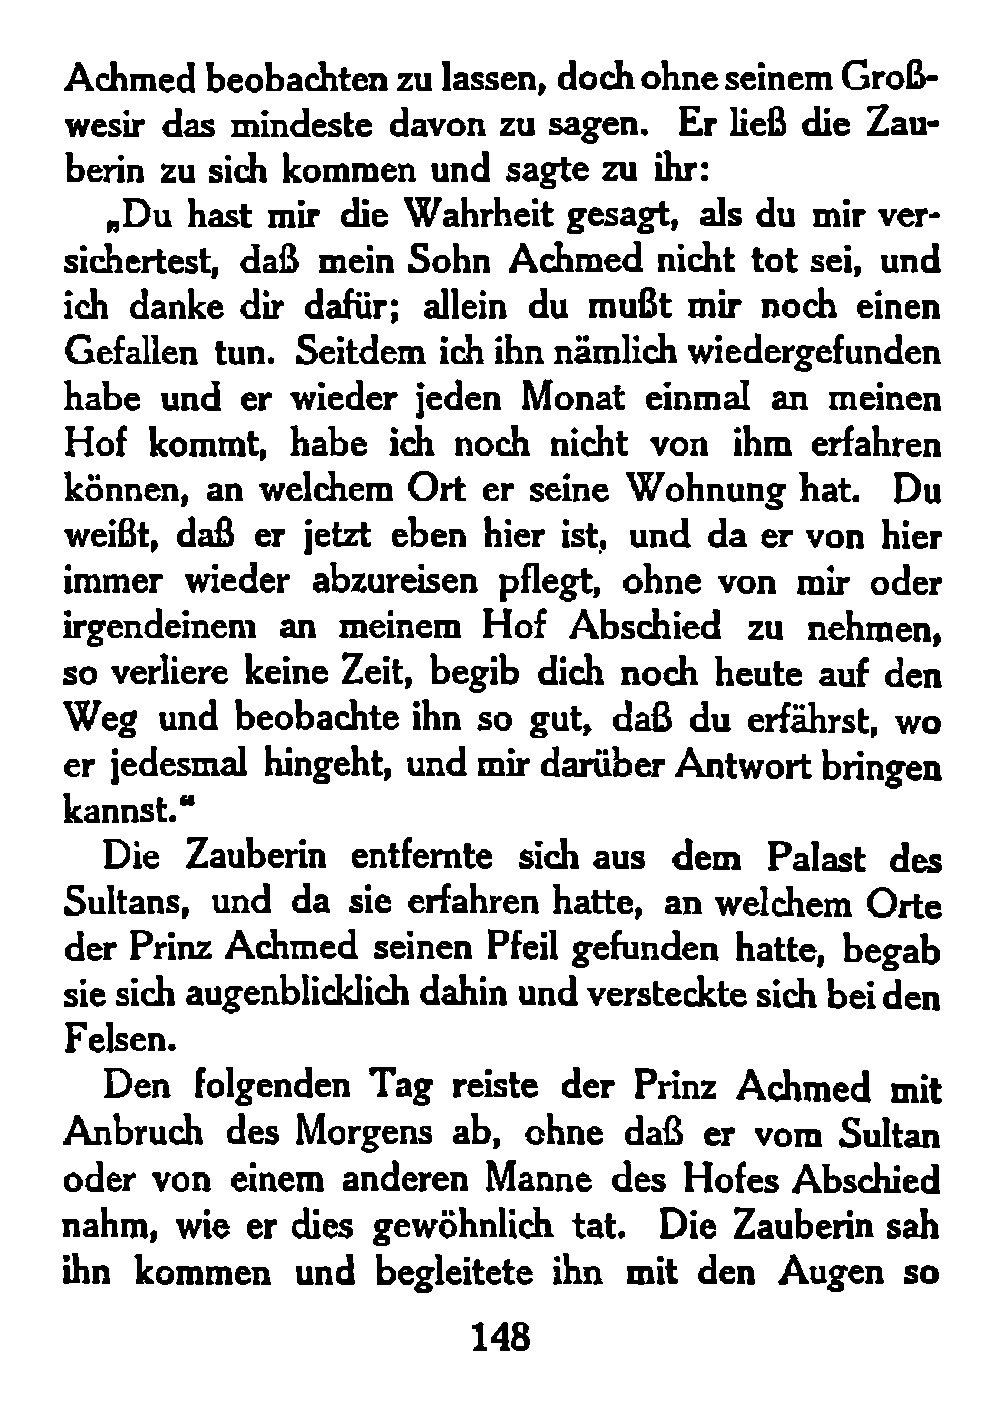 Achmed beobachten zu lassen, doch ohne seinem Groß-
wesir das mindeste davon zu sagen. Er ließ die Zau-
berin zu sich kommen und sagte zu ihr:
„Du hast mir die Wahrheit gesagt, als du mir ver-
sichertest, daß mein Sohn Achmed nicht tot sei, und
ich danke dir dafür; allein du mußt mir noch einen
Gefallen tun. Seitdem ich ihn nämlich wiedergefunden
habe und er wieder jeden Monat einmal an meinen
Hof kommt, habe ich noch nicht von ihm erfahren
können, an welchem Ort er seine Wohnung hat. Du
weißt, daß er jetzt eben hier ist, und da er von hier
immer wieder abzureisen pflegt, ohne von mir oder
irgendeinem an meinem Hof Abschied zu nehmen,
so verliere keine Zeit, begib dich noch heute auf den
Weg und beobachte ihn so gut, daß du erfährst, wo
er jedesmal hingeht, und mir darüber Antwort bringen
kannst.“
Die Zauberin entfernte sich aus dem Palast des
Sultans, und da sie erfahren hatte, an welchem Orte
der Prinz Achmed seinen Pfeil gefunden hatte, begab
sie sich augenblicklich dahin und versteckte sich bei den
Felsen.
Den folgenden Tag reiste der Prinz Achmed mit
Anbruch des Morgens ab, ohne daß er vom Sultan
oder von einem anderen Manne des Hofes Abschied
nahm, wie er dies gewöhnlich tat. Die Zauberin sah
ihn kommen und begleitete ihn mit den Augen so
148